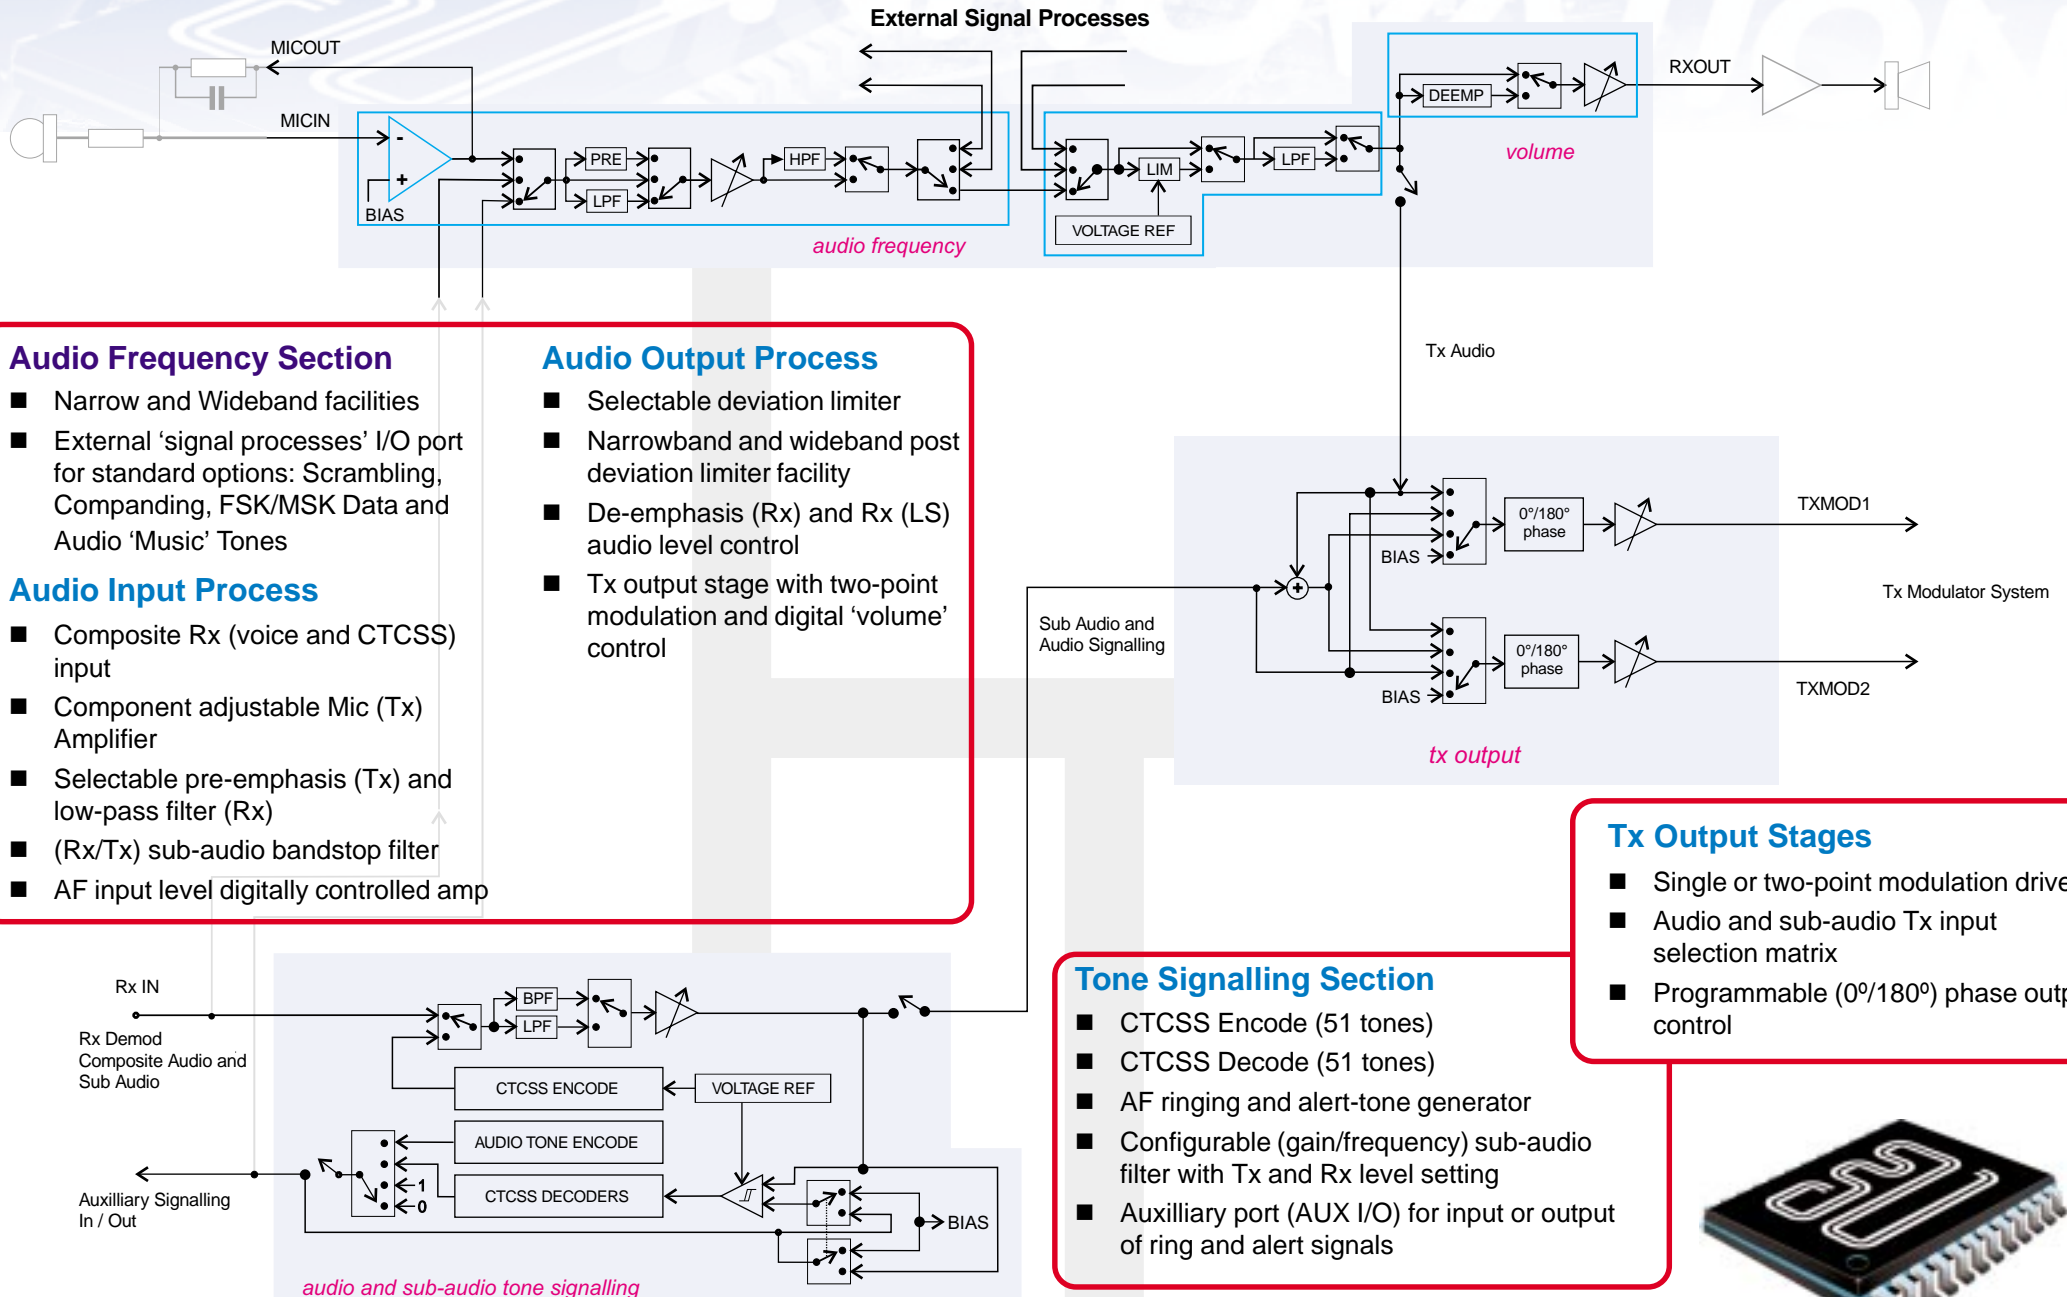 External Signal Processes
MICOUT
MICIN
BIAS
PRE
LPF
HPF
LIM
LPF
VOLTAGE REF
DEEMP
RXOUT
volume
audio frequency
Tx Audio
Audio Frequency Section
■ Narrow and Wideband facilities
■ External ‘signal processes’ I/O port
for standard options: Scrambling,
Companding, FSK/MSK Data and
Audio ‘Music’ Tones
Audio Input Process
■ Composite Rx (voice and CTCSS)
input
■ Component adjustable Mic (Tx)
Amplifier
■ Selectable pre-emphasis (Tx) and
low-pass filter (Rx)
■ (Rx/Tx) sub-audio bandstop filter
■ AF input level digitally controlled amp
Audio Output Process
■ Selectable deviation limiter
■ Narrowband and wideband post
deviation limiter facility
■ De-emphasis (Rx) and Rx (LS)
audio level control
■ Tx output stage with two-point
modulation and digital ‘volume’
control
0°/180°
phase
BIAS
TXMOD1
Tx Modulator System
Sub Audio and
Audio Signalling
0°/180°
phase
BIAS
TXMOD2
tx output
Tx Output Stages
■ Single or two-point modulation drive
■ Audio and sub-audio Tx input
selection matrix
■ Programmable (0º/180º) phase outp
control
Tone Signalling Section
■ CTCSS Encode (51 tones)
■ CTCSS Decode (51 tones)
■ AF ringing and alert-tone generator
■ Configurable (gain/frequency) sub-audio
filter with Tx and Rx level setting
■ Auxilliary port (AUX I/O) for input or output
of ring and alert signals
Rx IN
Rx Demod
Composite Audio and
Sub Audio
BPF
LPF
CTCSS ENCODE
VOLTAGE REF
AUDIO TONE ENCODE
CTCSS DECODERS
1
0
BIAS
Auxilliary Signalling
In / Out
audio and sub-audio tone signalling